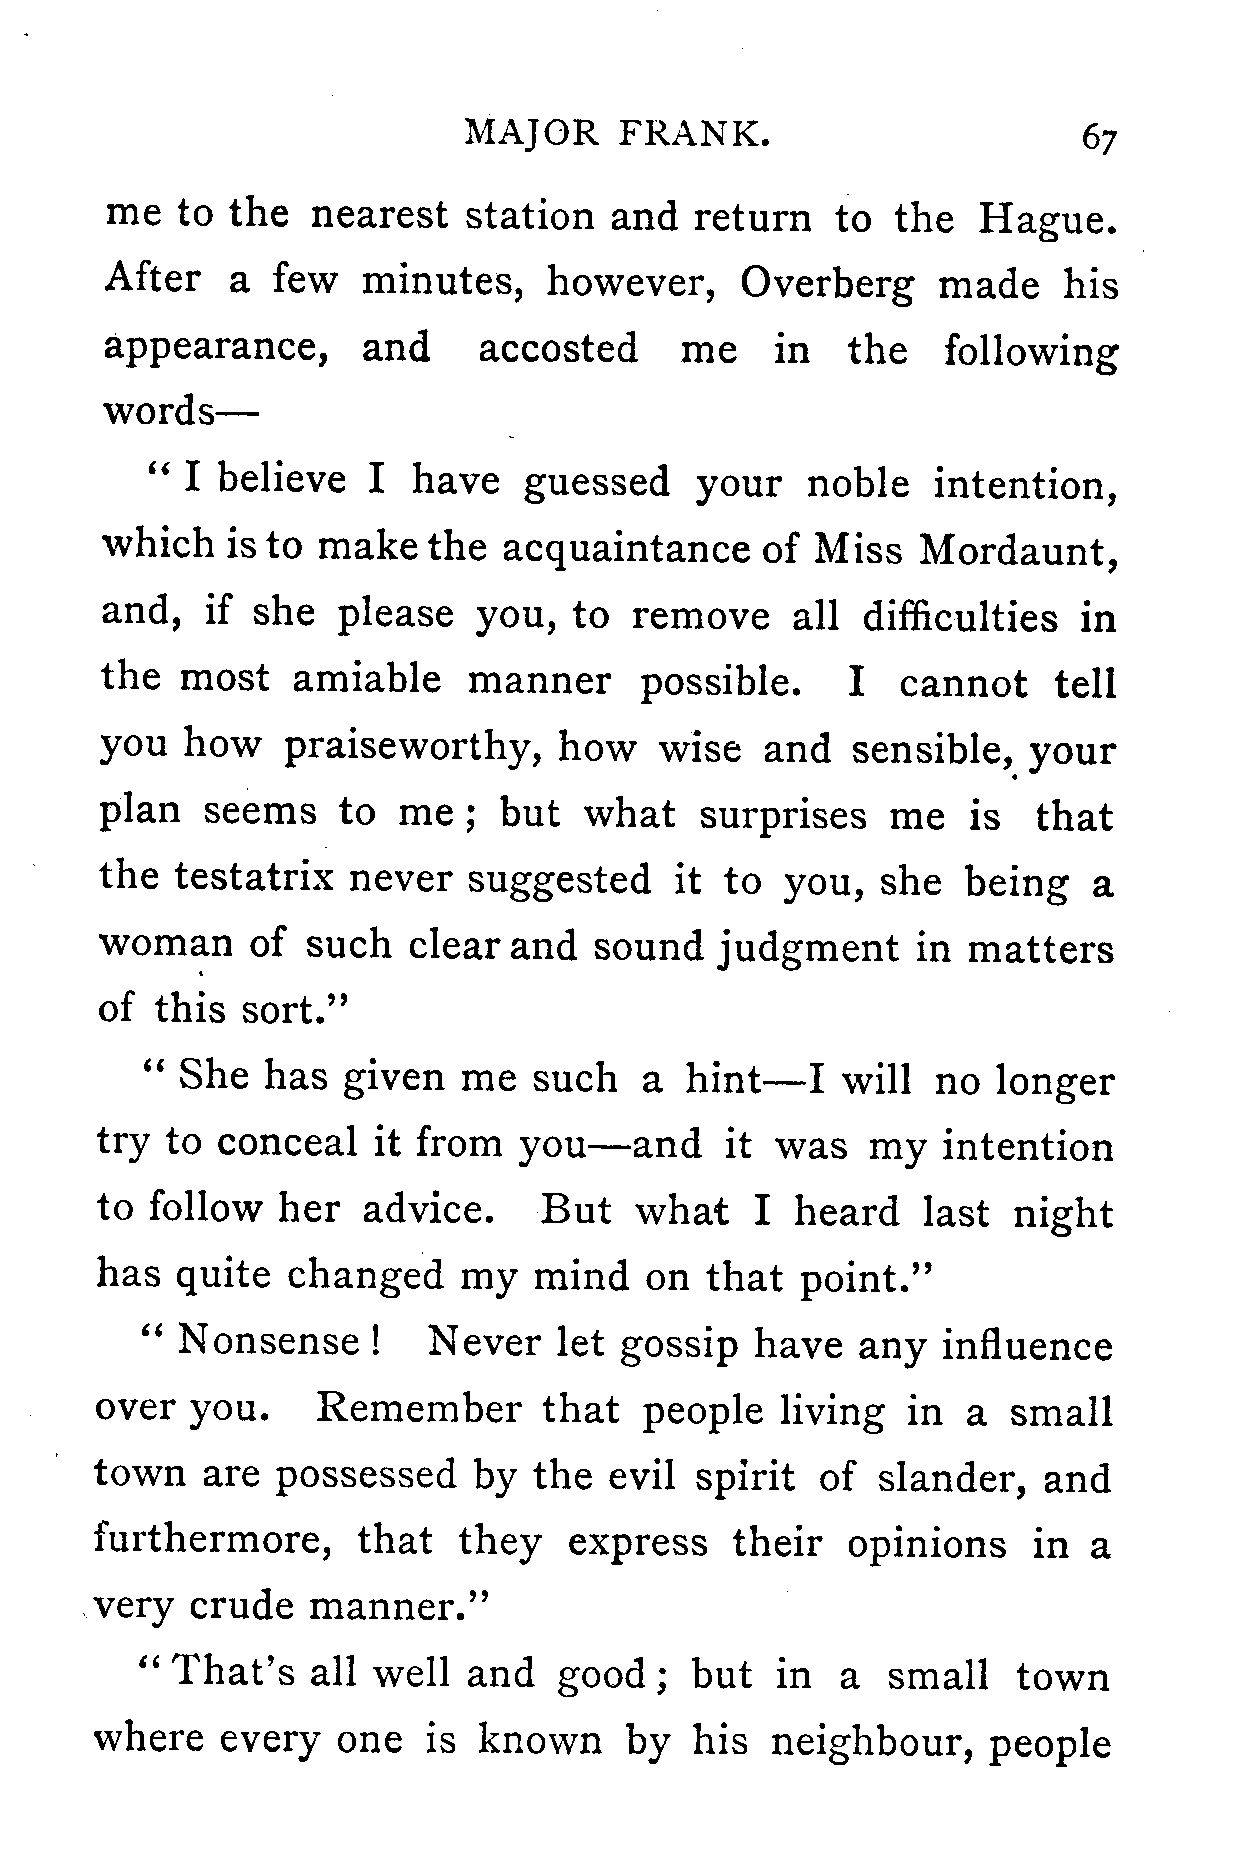 MAJOR FRANK. 67
me to the nearest station and return to the Hague.
After a few minutes, however, Overberg made his
appearance, and accosted me in the following
words—
“ I believe I have guessed your noble intention,
which is to make the acquaintance of Miss Mordaunt,
and, if she please you, to remove all difficulties in
the most amiable manner possible. I cannot tell
you how praiseworthy, how wise and sensible, your
plan seems to me ; but what surprises me is that
the testatrix never suggested it to you, she being a
woman of such clear and sound judgment in matters
of this sort.”
“ She has given me such a hint—I will no longer
try to conceal it from you—and it was my intention
to follow her advice. But what I heard last night
has quite changed my mind on that point.”
“ Nonsense ! Never let gossip have any influence
over you. Remember that people living in a small
town are possessed by the evil spirit of slander, and
furthermore, that they express their opinions in a
very crude manner.”
“ That’s all well and good ; but in a small town
where every one is known by his neighbour, people